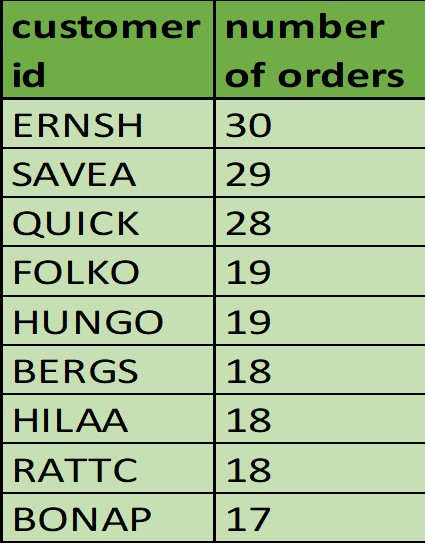 customer id number of orders
ERNSH 30
SAVEA 29
QUICK 28
FOLKO 19
HUNGO 19
BERGS 18
HILAA 18
RATTC 18
BONAP 17